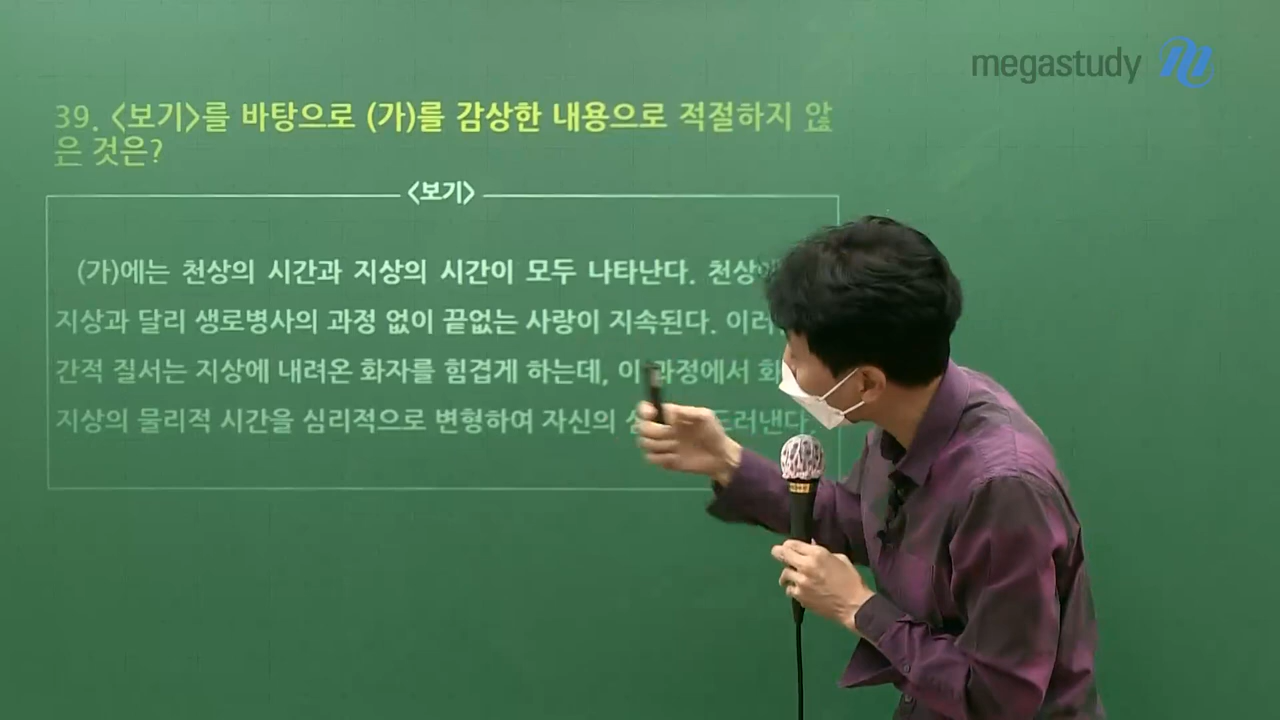 megastudy
39. <보기>를 바탕으로 (가)를 감상한 내용으로 적절하지 않
은 것은?
<보기>
(가)에는 천상의 시간과 지상의 시간이 모두 나타난다.
지상과 달리 생로병사의 과정 없이 끝없는 사랑이 지속된다.
간적 질서는 지상에 내려온 화자를 힘겹게 하는데, 이 과정에서
지상의 물리적 시간을 심리적으로 변형하여 자신의 드러낸다.